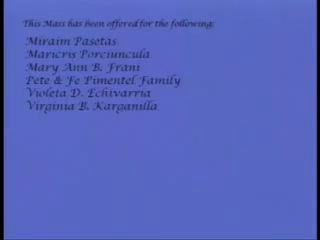 This Mass has been offered for the following:
Miraim Pasetas
Maricris Porciuncula
Mary Ann B. Frani
Pete & Fe Pimentel Family
Violeta D. Echivarria
Virginia B. Karganilla